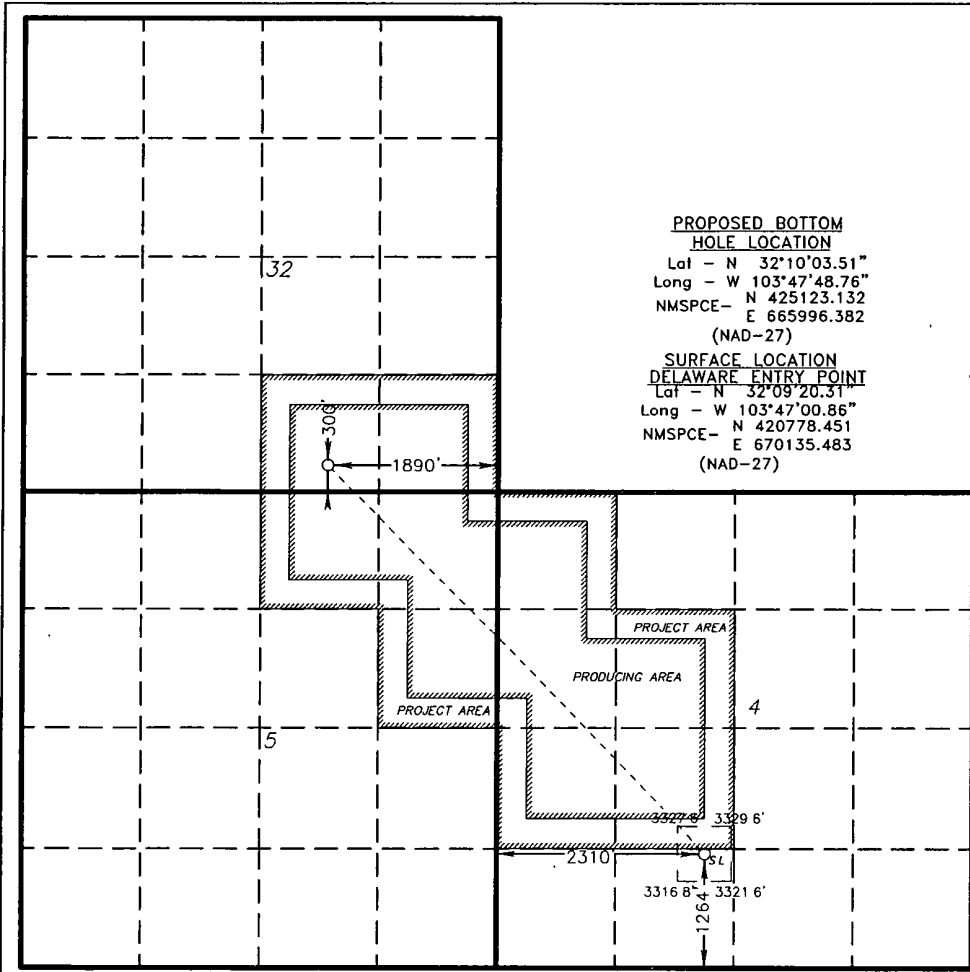 PROPOSED BOTTOM
HOLE LOCATION
Lat - N 32°10'03.51"
Long - W 103°47'48.76"
NMSPCE- N 425123.132
E 665996.382
(NAD-27)
SURFACE LOCATION
DELAWARE ENTRY POINT
Lat - N 32°09'20.31"
Long - W 103°47'00.86"
NMSPCE- N 420778.451
E 670135.483
(NAD-27)
32
300'
1890'
PROJECT AREA
PRODUCING AREA
PROJECT AREA
4
5
3327 6' 3329 6'
2310'
SL
3316 8' 3321 6'
1264'